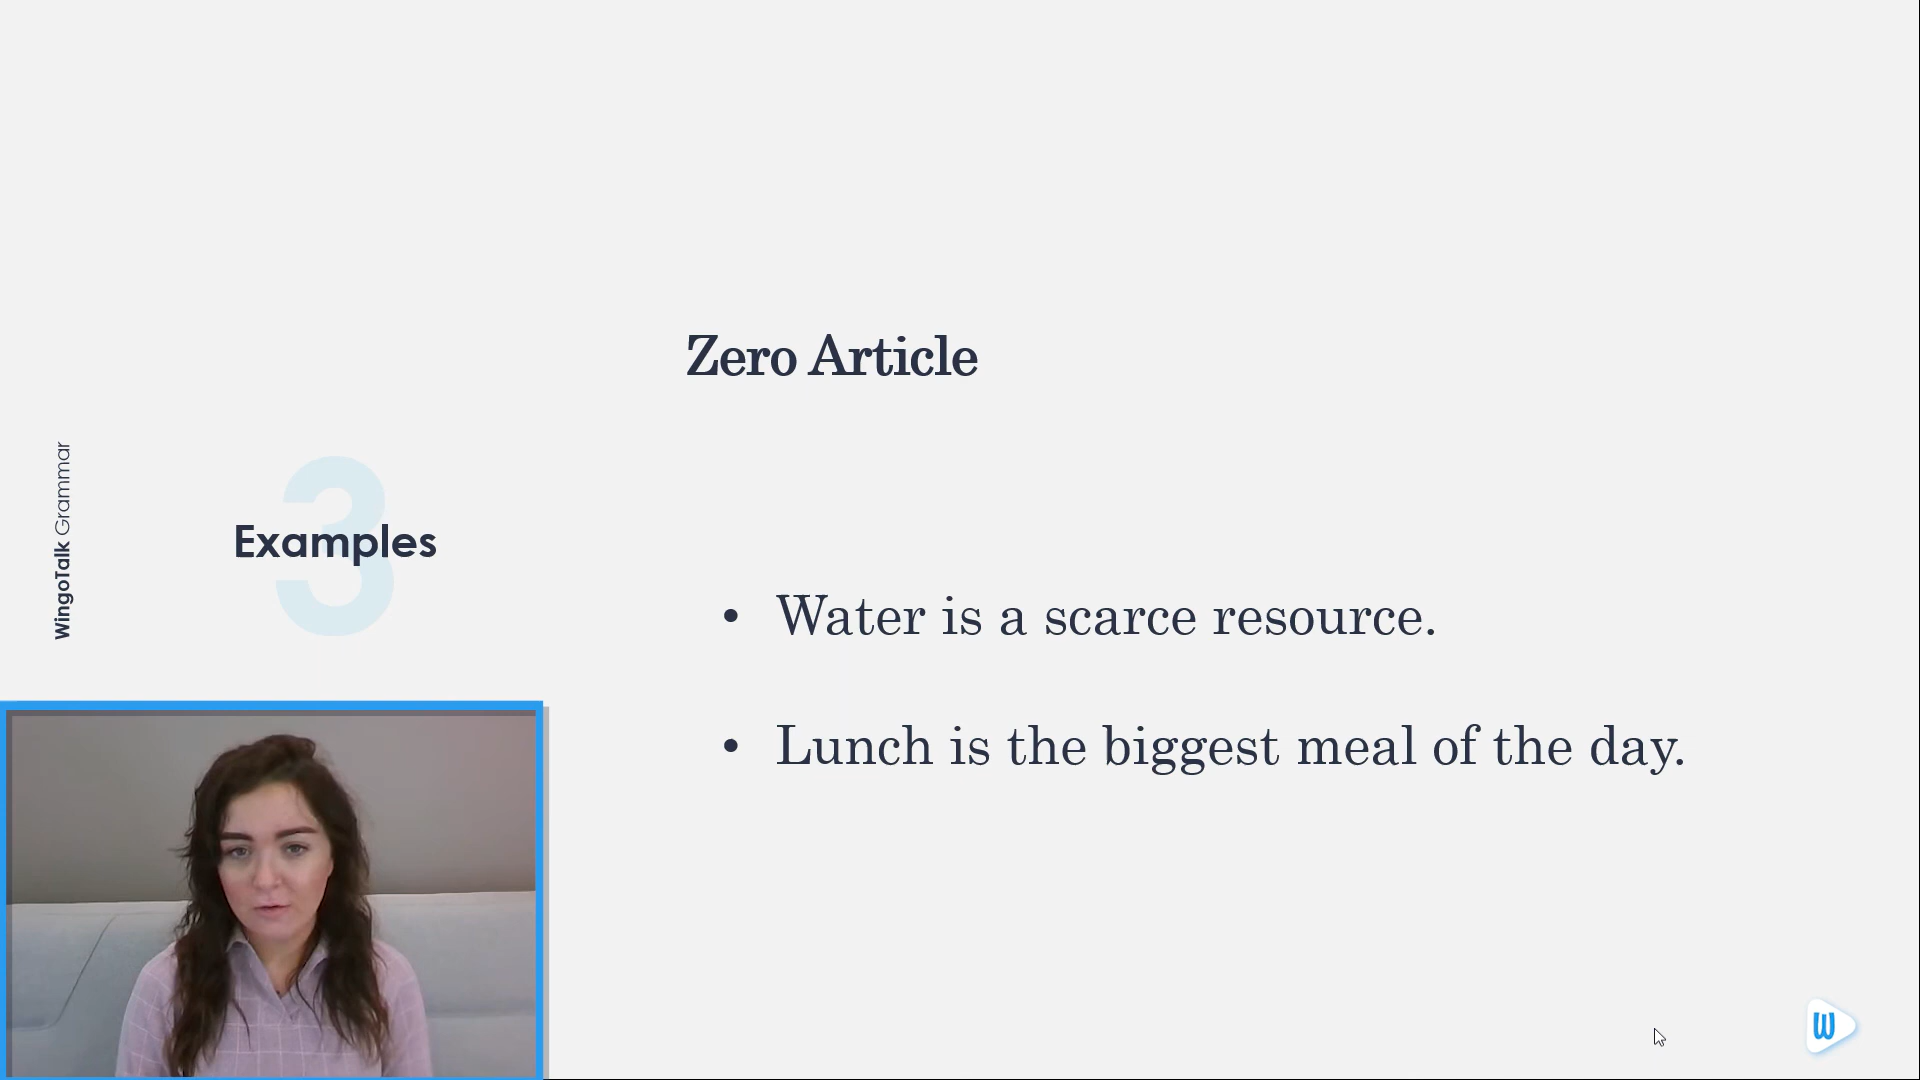 Zero Article
WingoTalk Grammar
3
Examples
• Water is a scarce resource.
• Lunch is the biggest meal of the day.
W